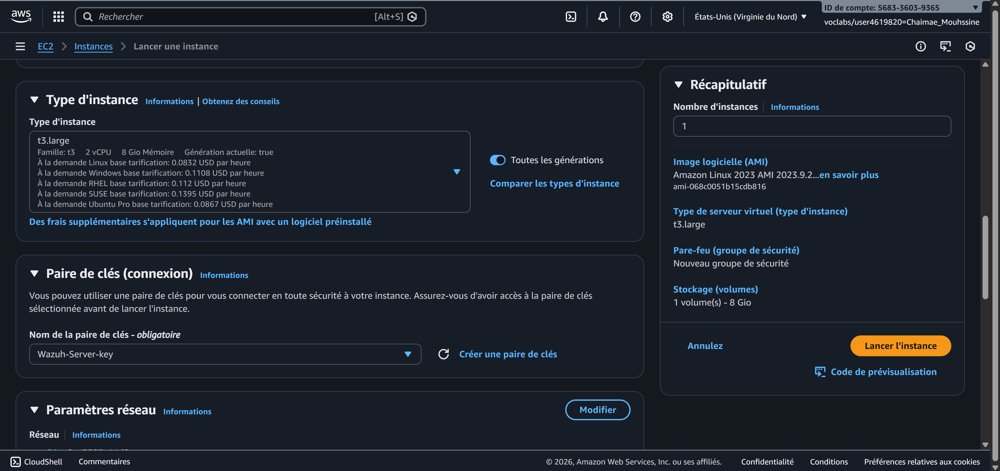 aws
Rechercher
[Alt+S]
États-Unis (Virginie du Nord)
ID de compte: 5683-3603-9365
voclabs/user4619820=Chaimae_Mouhssine
EC2
Instances
Lancer une instance
Type d'instance
Informations | Obtenez des conseils
Type d'instance
t3.large
Famille: t3 2 vCPU 8 Gio Mémoire Génération actuelle: true
À la demande Linux base tarification: 0.0832 USD par heure
À la demande Windows base tarification: 0.1108 USD par heure
À la demande RHEL base tarification: 0.112 USD par heure
À la demande SUSE base tarification: 0.1395 USD par heure
À la demande Ubuntu Pro base tarification: 0.0867 USD par heure
Toutes les générations
Comparer les types d'instance
Des frais supplémentaires s'appliquent pour les AMI avec un logiciel préinstallé
Paire de clés (connexion)
Informations
Vous pouvez utiliser une paire de clés pour vous connecter en toute sécurité à votre instance. Assurez-vous d'avoir accès à la paire de clés
sélectionnée avant de lancer l'instance.
Nom de la paire de clés - obligatoire
Wazuh-Server-key
Créer une paire de clés
Paramètres réseau
Informations
Modifier
Réseau
Informations
Récapitulatif
Nombre d'instances
Informations
1
Image logicielle (AMI)
Amazon Linux 2023 AMI 2023.9.2...en savoir plus
ami-068c0051b15cdb816
Type de serveur virtuel (type d'instance)
t3.large
Pare-feu (groupe de sécurité)
Nouveau groupe de sécurité
Stockage (volumes)
1 volume(s) - 8 Gio
Annulez
Lancer l'instance
Code de prévisualisation
CloudShell
Commentaires
© 2026, Amazon Web Services, Inc. ou ses affiliés.
Confidentialité
Conditions
Préférences relatives aux cookies